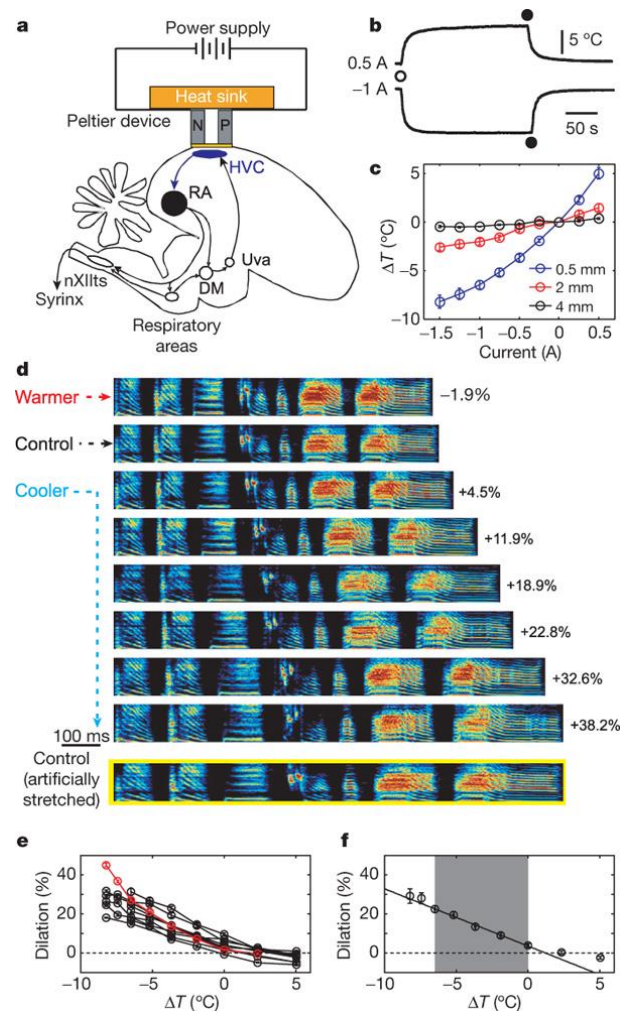 a
Power supply
Heat sink
Peltier device
N
P
HVC
RA
Uva
DM
nXIIts
Syrinx
Respiratory
areas
b
0.5 A
−1 A
5 °C
50 s
c
5
0
−5
−10
ΔT (°C)
0.5 mm
2 mm
4 mm
−1.5
−1
−0.5
0
0.5
Current (A)
d
Warmer
−1.9%
Control
Cooler
+4.5%
+11.9%
+18.9%
+22.8%
+32.6%
+38.2%
100 ms
Control
(artificially
stretched)
e
Dilation (%)
40
20
0
−10
−5
0
5
ΔT (°C)
f
Dilation (%)
40
20
0
−10
−5
0
5
ΔT (°C)